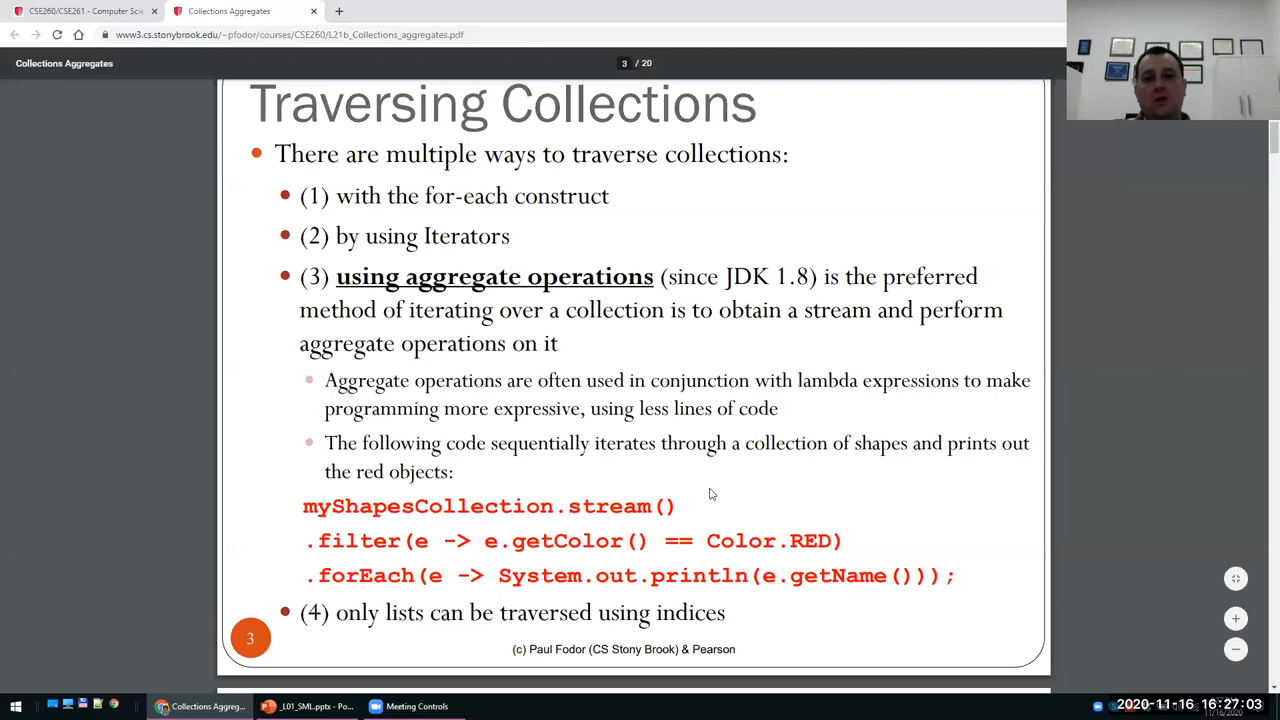 CSE260/CSE261 - Computer Sci
Collections Aggregates
www3.cs.stonybrook.edu/~pfodor/courses/CSE260/L21b_Collections_aggregates.pdf
Collections Aggregates
3 / 20
Traversing Collections
There are multiple ways to traverse collections:
(1) with the for-each construct
(2) by using Iterators
(3) using aggregate operations (since JDK 1.8) is the preferred
method of iterating over a collection is to obtain a stream and perform
aggregate operations on it
Aggregate operations are often used in conjunction with lambda expressions to make
programming more expressive, using less lines of code
The following code sequentially iterates through a collection of shapes and prints out
the red objects:
myShapesCollection.stream()
.filter(e -> e.getColor() == Color.RED)
.forEach(e -> System.out.println(e.getName()));
(4) only lists can be traversed using indices
3
(c) Paul Fodor (CS Stony Brook) & Pearson
Collections Aggreg...
_L01_SML.pptx - Po...
Meeting Controls
2020-11-16 16:27:03
11/16/2020